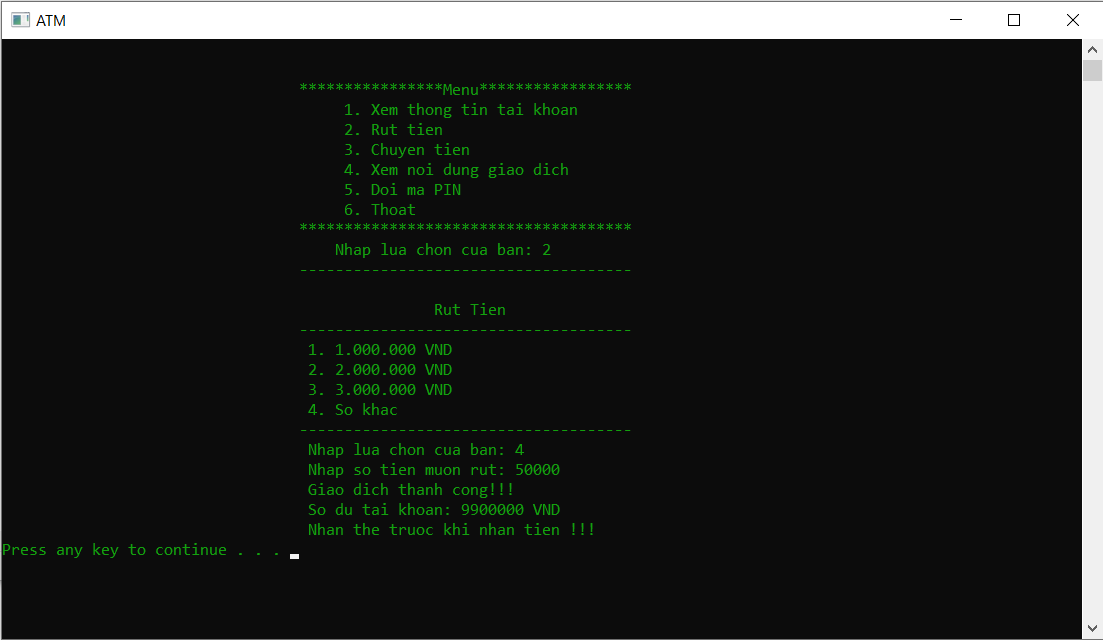 ATM
****************Menu*****************
1. Xem thong tin tai khoan
2. Rut tien
3. Chuyen tien
4. Xem noi dung giao dich
5. Doi ma PIN
6. Thoat
*************************************
Nhap lua chon cua ban: 2
-------------------------------------
Rut Tien
-------------------------------------
1. 1.000.000 VND
2. 2.000.000 VND
3. 3.000.000 VND
4. So khac
-------------------------------------
Nhap lua chon cua ban: 4
Nhap so tien muon rut: 50000
Giao dich thanh cong!!!
So du tai khoan: 9900000 VND
Nhan the truoc khi nhan tien !!!
Press any key to continue . . .